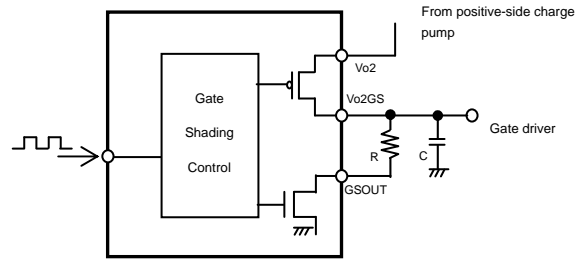 From positive-side charge
pump
Vo2
Vo2GS
Gate
Shading
Control
Gate driver
R
C
GSOUT